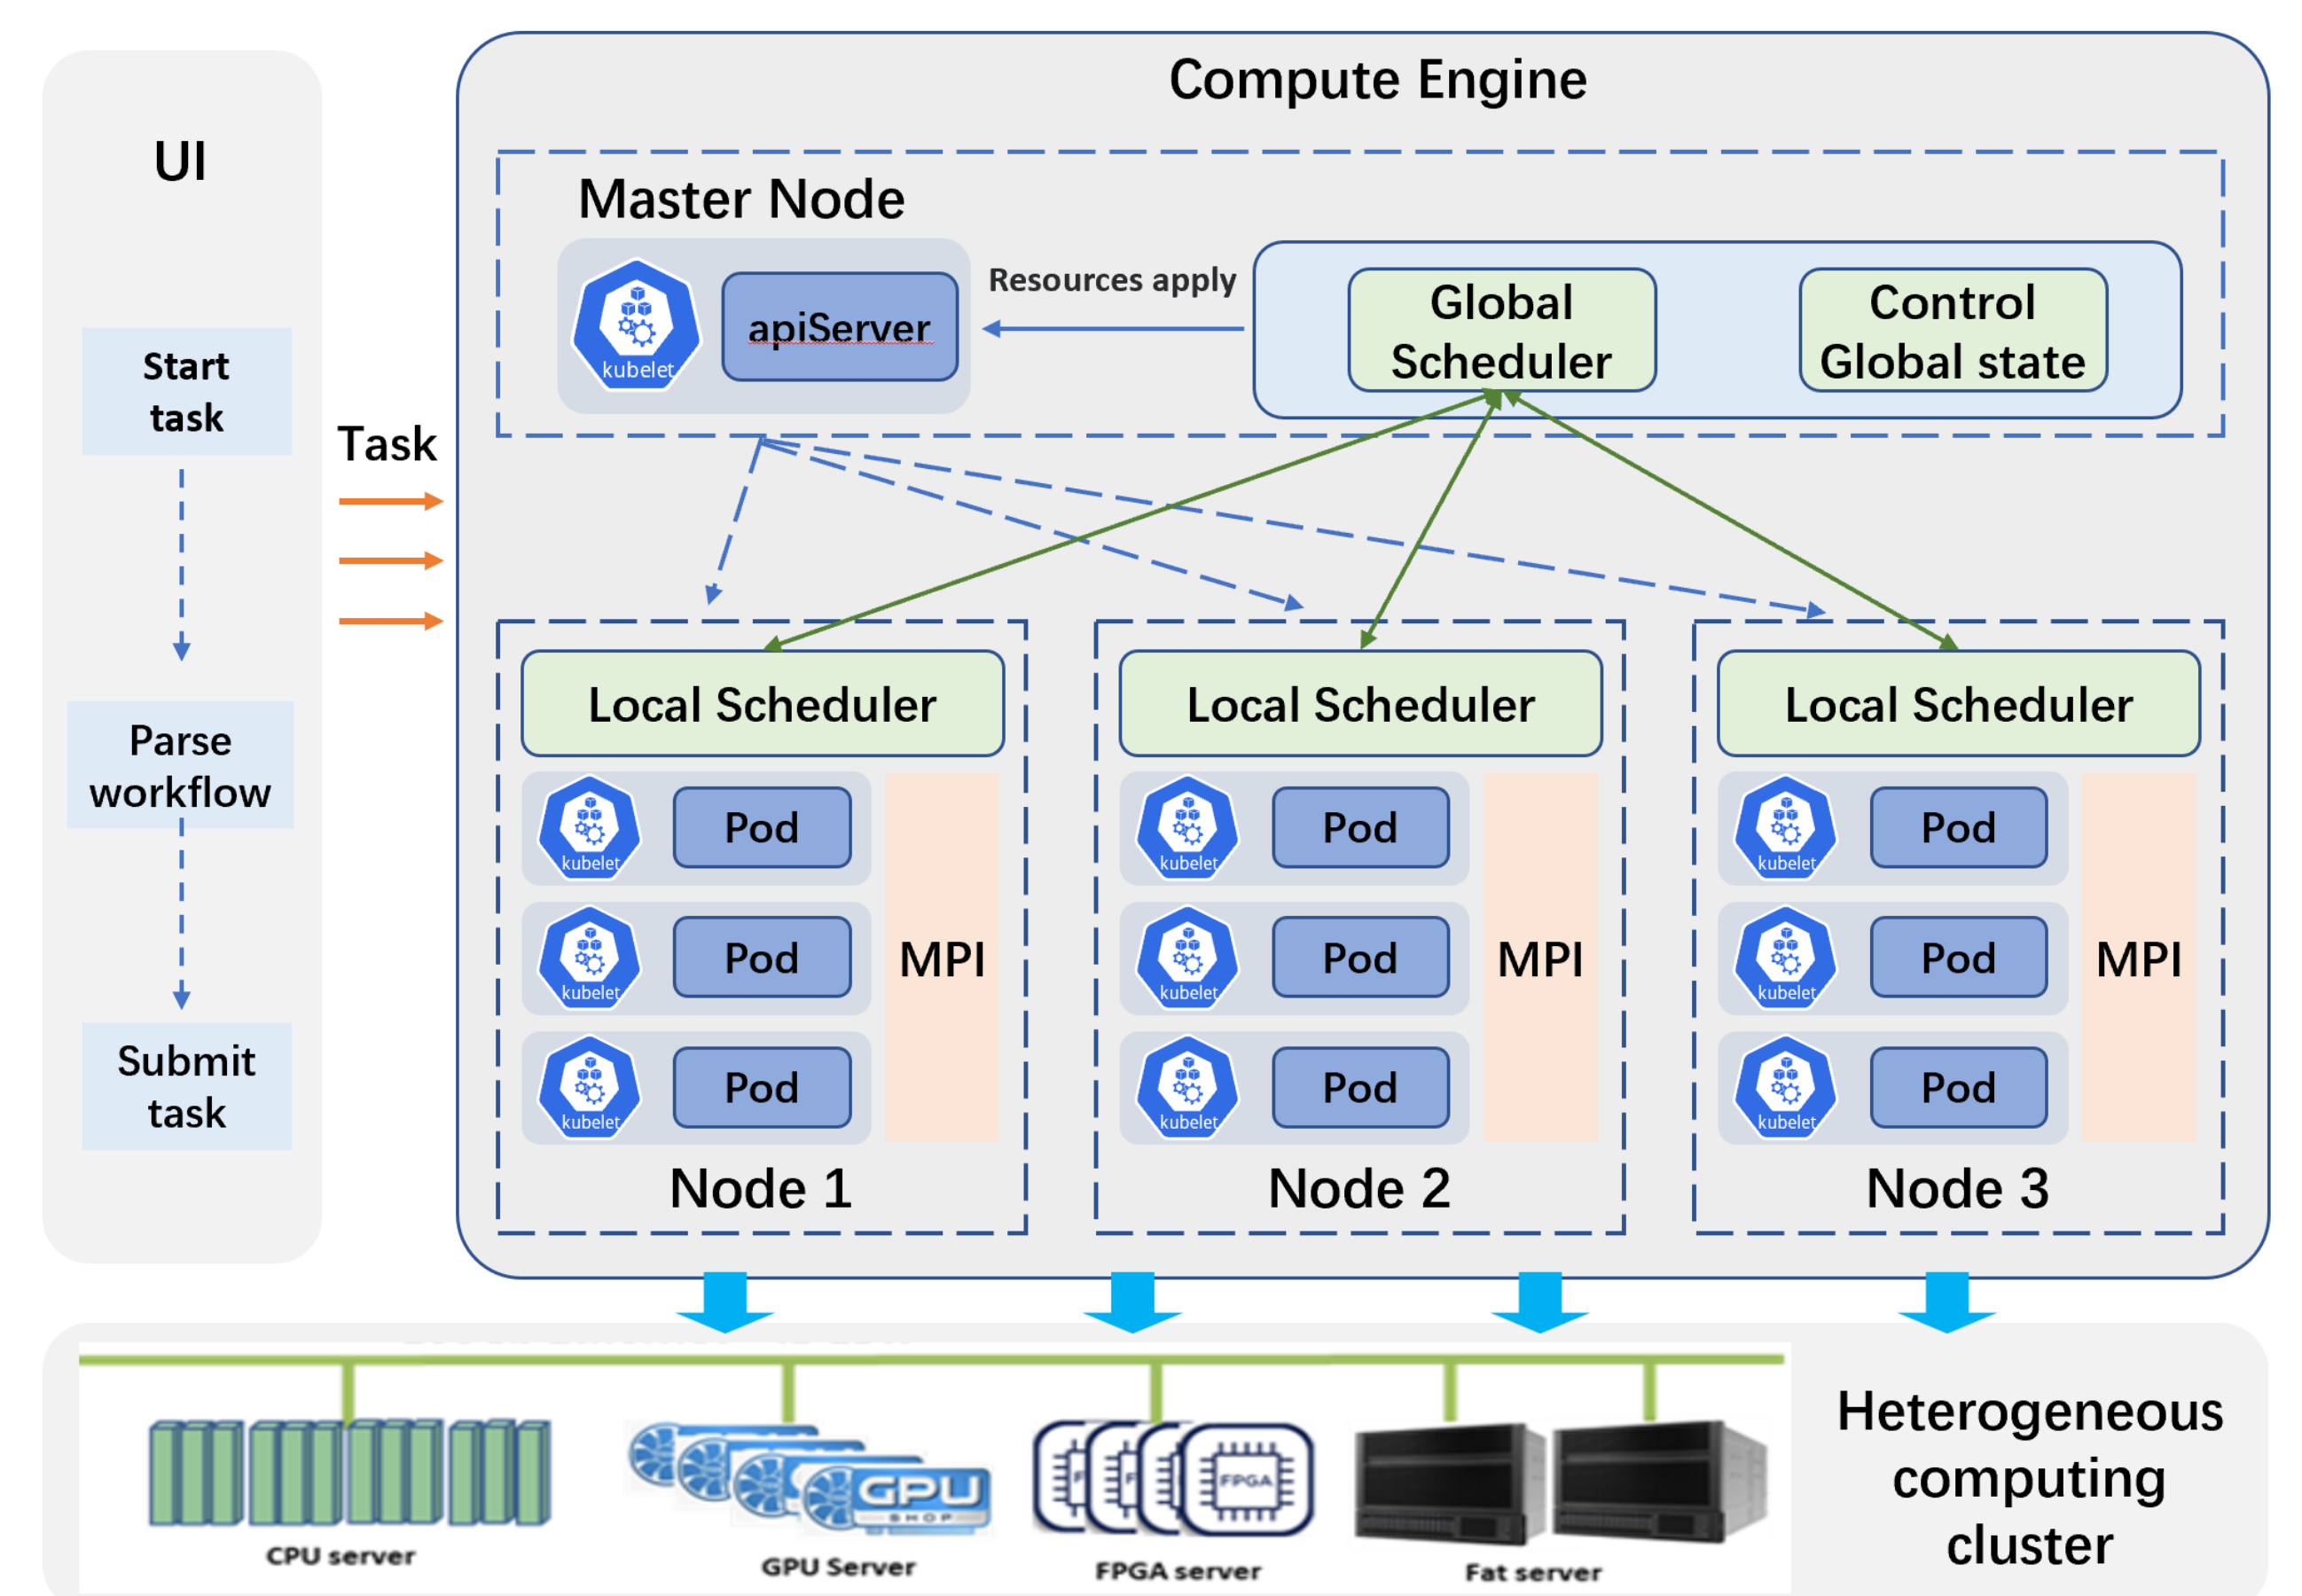 UI
Start
task
Parse
workflow
Submit
task
Task
Compute Engine
Master Node
kubelet
apiServer
Resources apply
Global
Scheduler
Control
Global state
Local Scheduler
kubelet
Pod
kubelet
Pod
kubelet
Pod
MPI
Node 1
Local Scheduler
kubelet
Pod
kubelet
Pod
kubelet
Pod
MPI
Node 2
Local Scheduler
kubelet
Pod
kubelet
Pod
kubelet
Pod
MPI
Node 3
GPU
SHOP
FPGA
CPU server
GPU Server
FPGA server
Fat server
Heterogeneous
computing
cluster